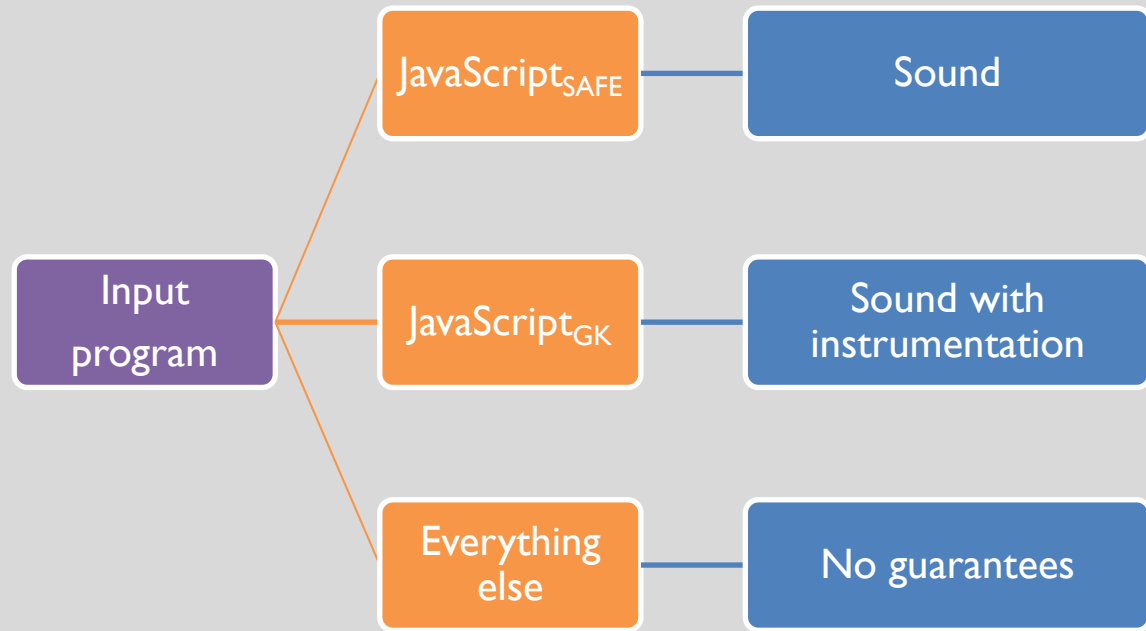 JavaScriptSAFE
Sound
Input
program
JavaScriptGK
Sound with
instrumentation
Everything
else
No guarantees